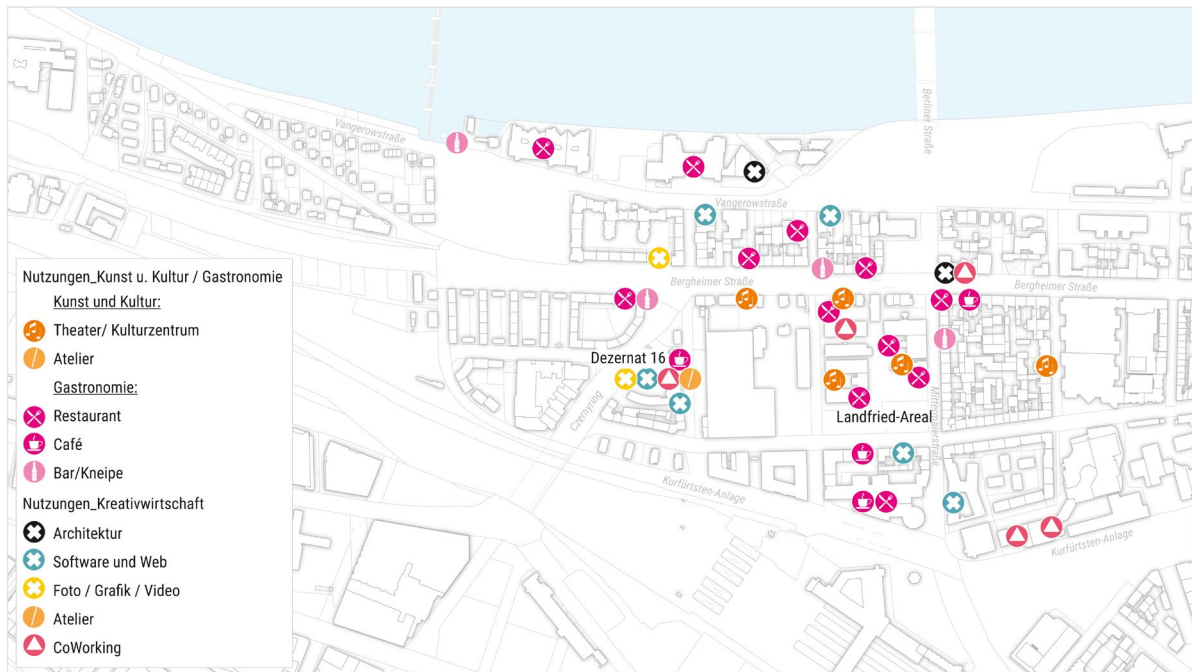 Vangerowstraße
Berliner Straße
Vangerowstraße
Bergheimer Straße
Bergheimer Straße
Nutzungen_Kunst u. Kultur / Gastronomie
Kunst und Kultur:
Theater/ Kulturzentrum
Atelier
Gastronomie:
Restaurant
Café
Bar/Kneipe
Nutzungen_Kreativwirtschaft
Architektur
Software und Web
Foto / Grafik / Video
Atelier
CoWorking
Dezernat 16
Czernyring
Landfried-Areal
Mittermaierstraße
Kurfürtsten-Anlage
Kurfürtsten-Anlage